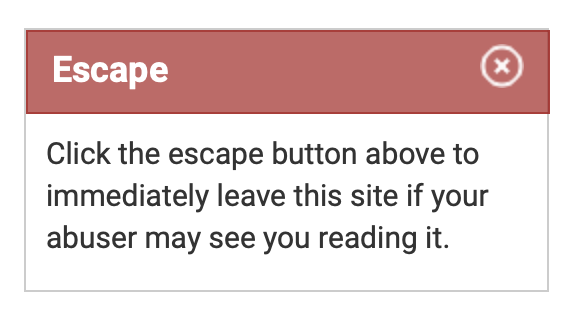 Escape
Click the escape button above to
immediately leave this site if your
abuser may see you reading it.